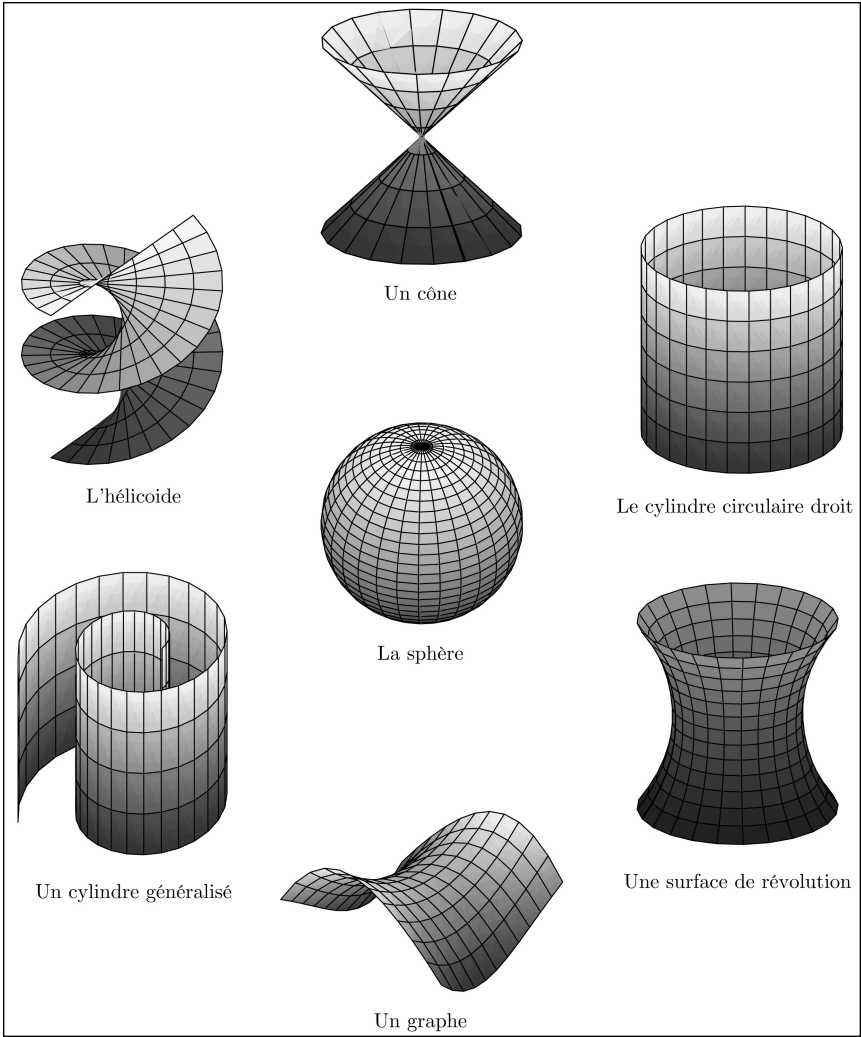 Un cône
L'hélicoide
Le cylindre circulaire droit
La sphère
Un cylindre généralisé
Une surface de révolution
Un graphe